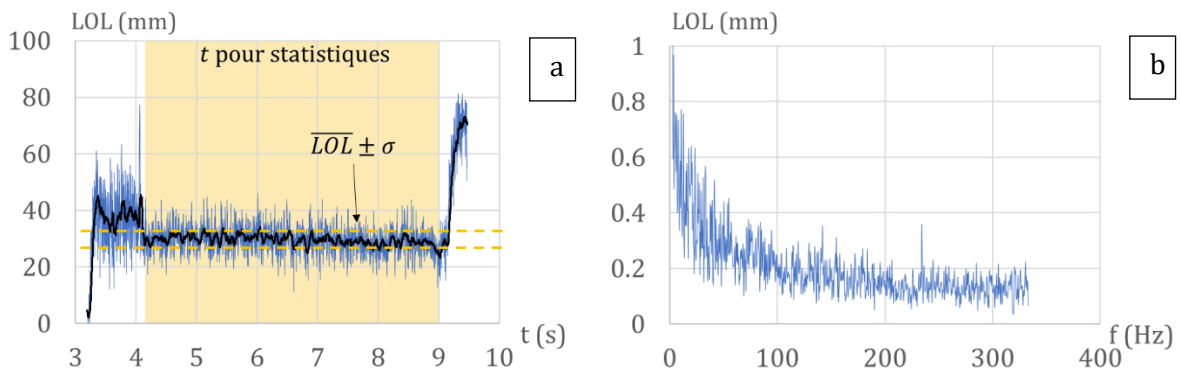 LOL (mm)
100
80
60
40
20
0
3 4 5 6 7 8 9 10
t (s)
t pour statistiques
LOL ± σ
a
LOL (mm)
1
0.8
0.6
0.4
0.2
0
0 100 200 300 400
f (Hz)
b